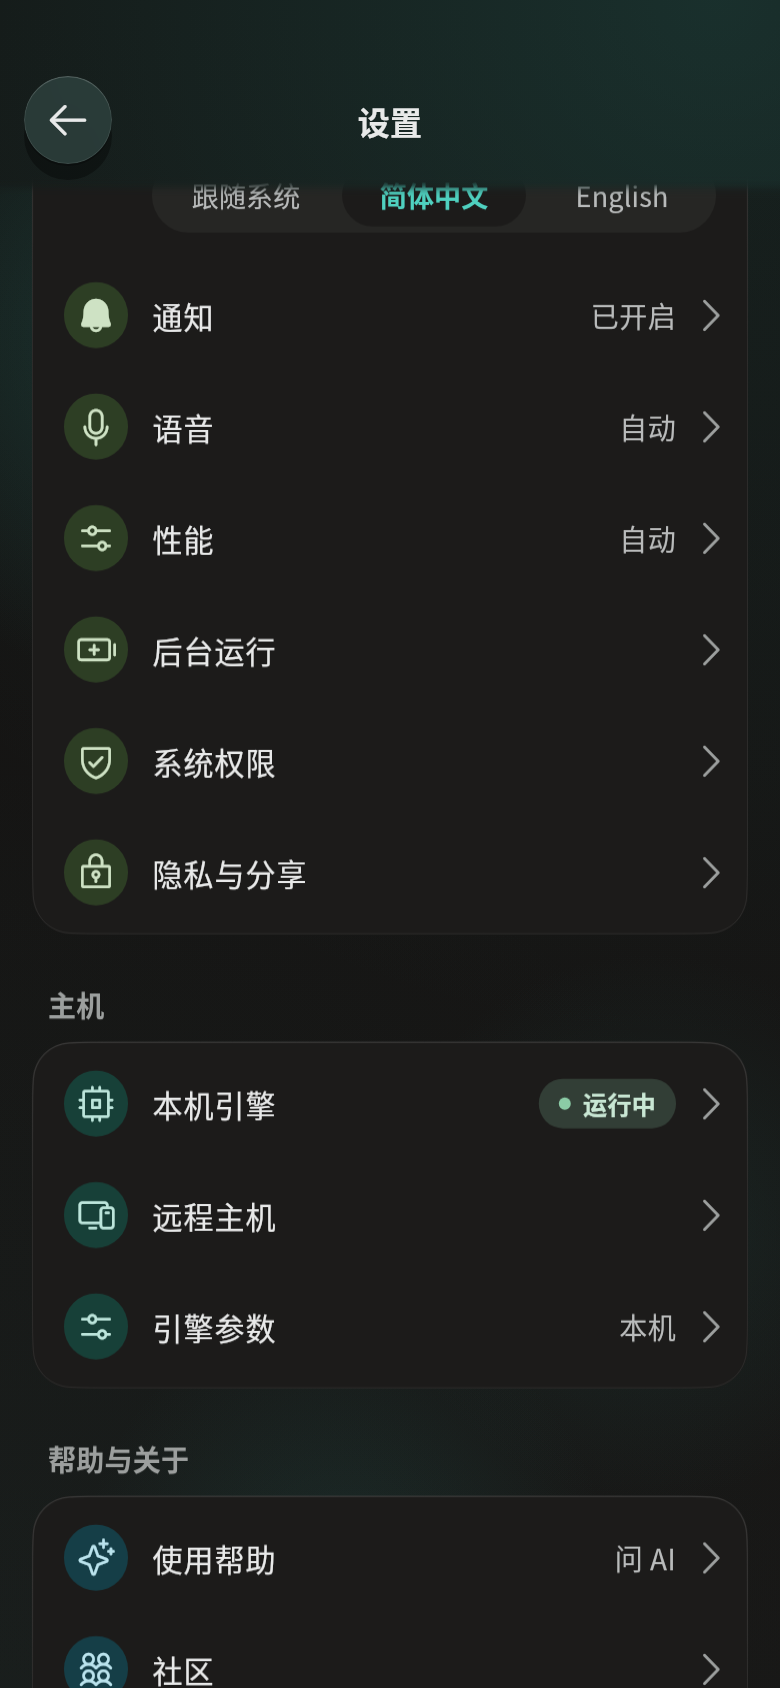 设置
跟随系统
简体中文
English
通知
已开启
语音
自动
性能
自动
后台运行
系统权限
隐私与分享
主机
本机引擎
运行中
远程主机
引擎参数
本机
帮助与关于
使用帮助
问 AI
社区